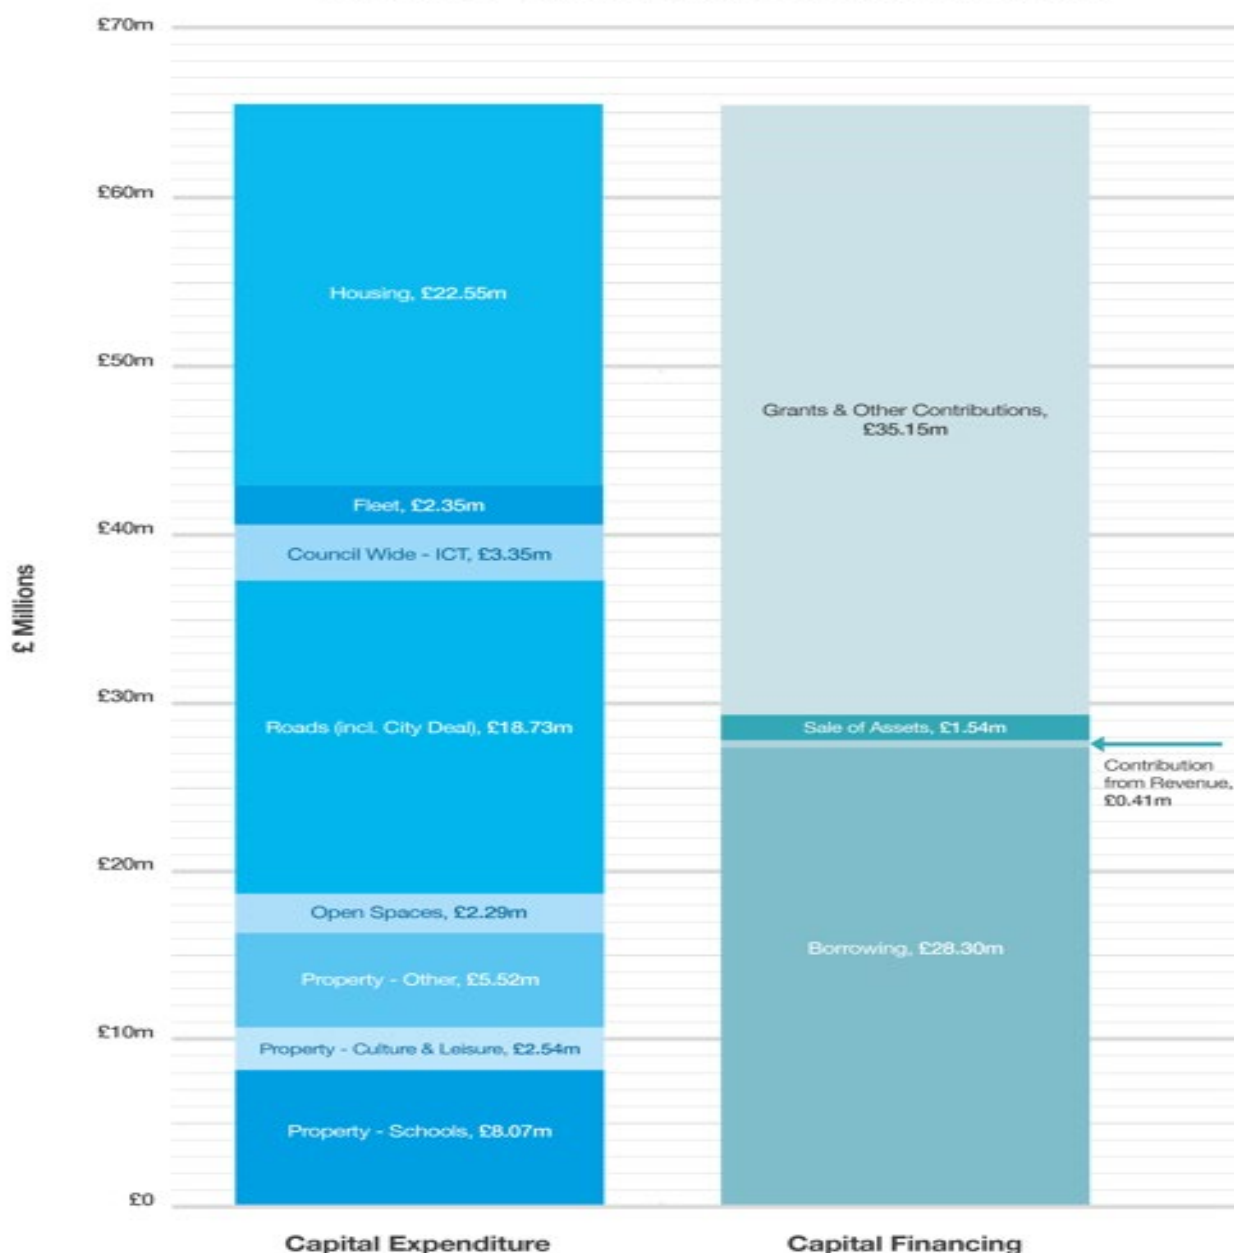 £70m
£60m
£50m
£40m
£30m
£20m
£10m
£0
£ Millions
Housing, £22.55m
Fleet, £2.35m
Council Wide - ICT, £3.35m
Roads (incl. City Deal), £18.73m
Open Spaces, £2.29m
Property - Other, £5.52m
Property - Culture & Leisure, £2.54m
Property - Schools, £8.07m
Capital Expenditure
Grants & Other Contributions,
£35.15m
Sale of Assets, £1.54m
Contribution
from Revenue,
£0.41m
Borrowing, £28.30m
Capital Financing